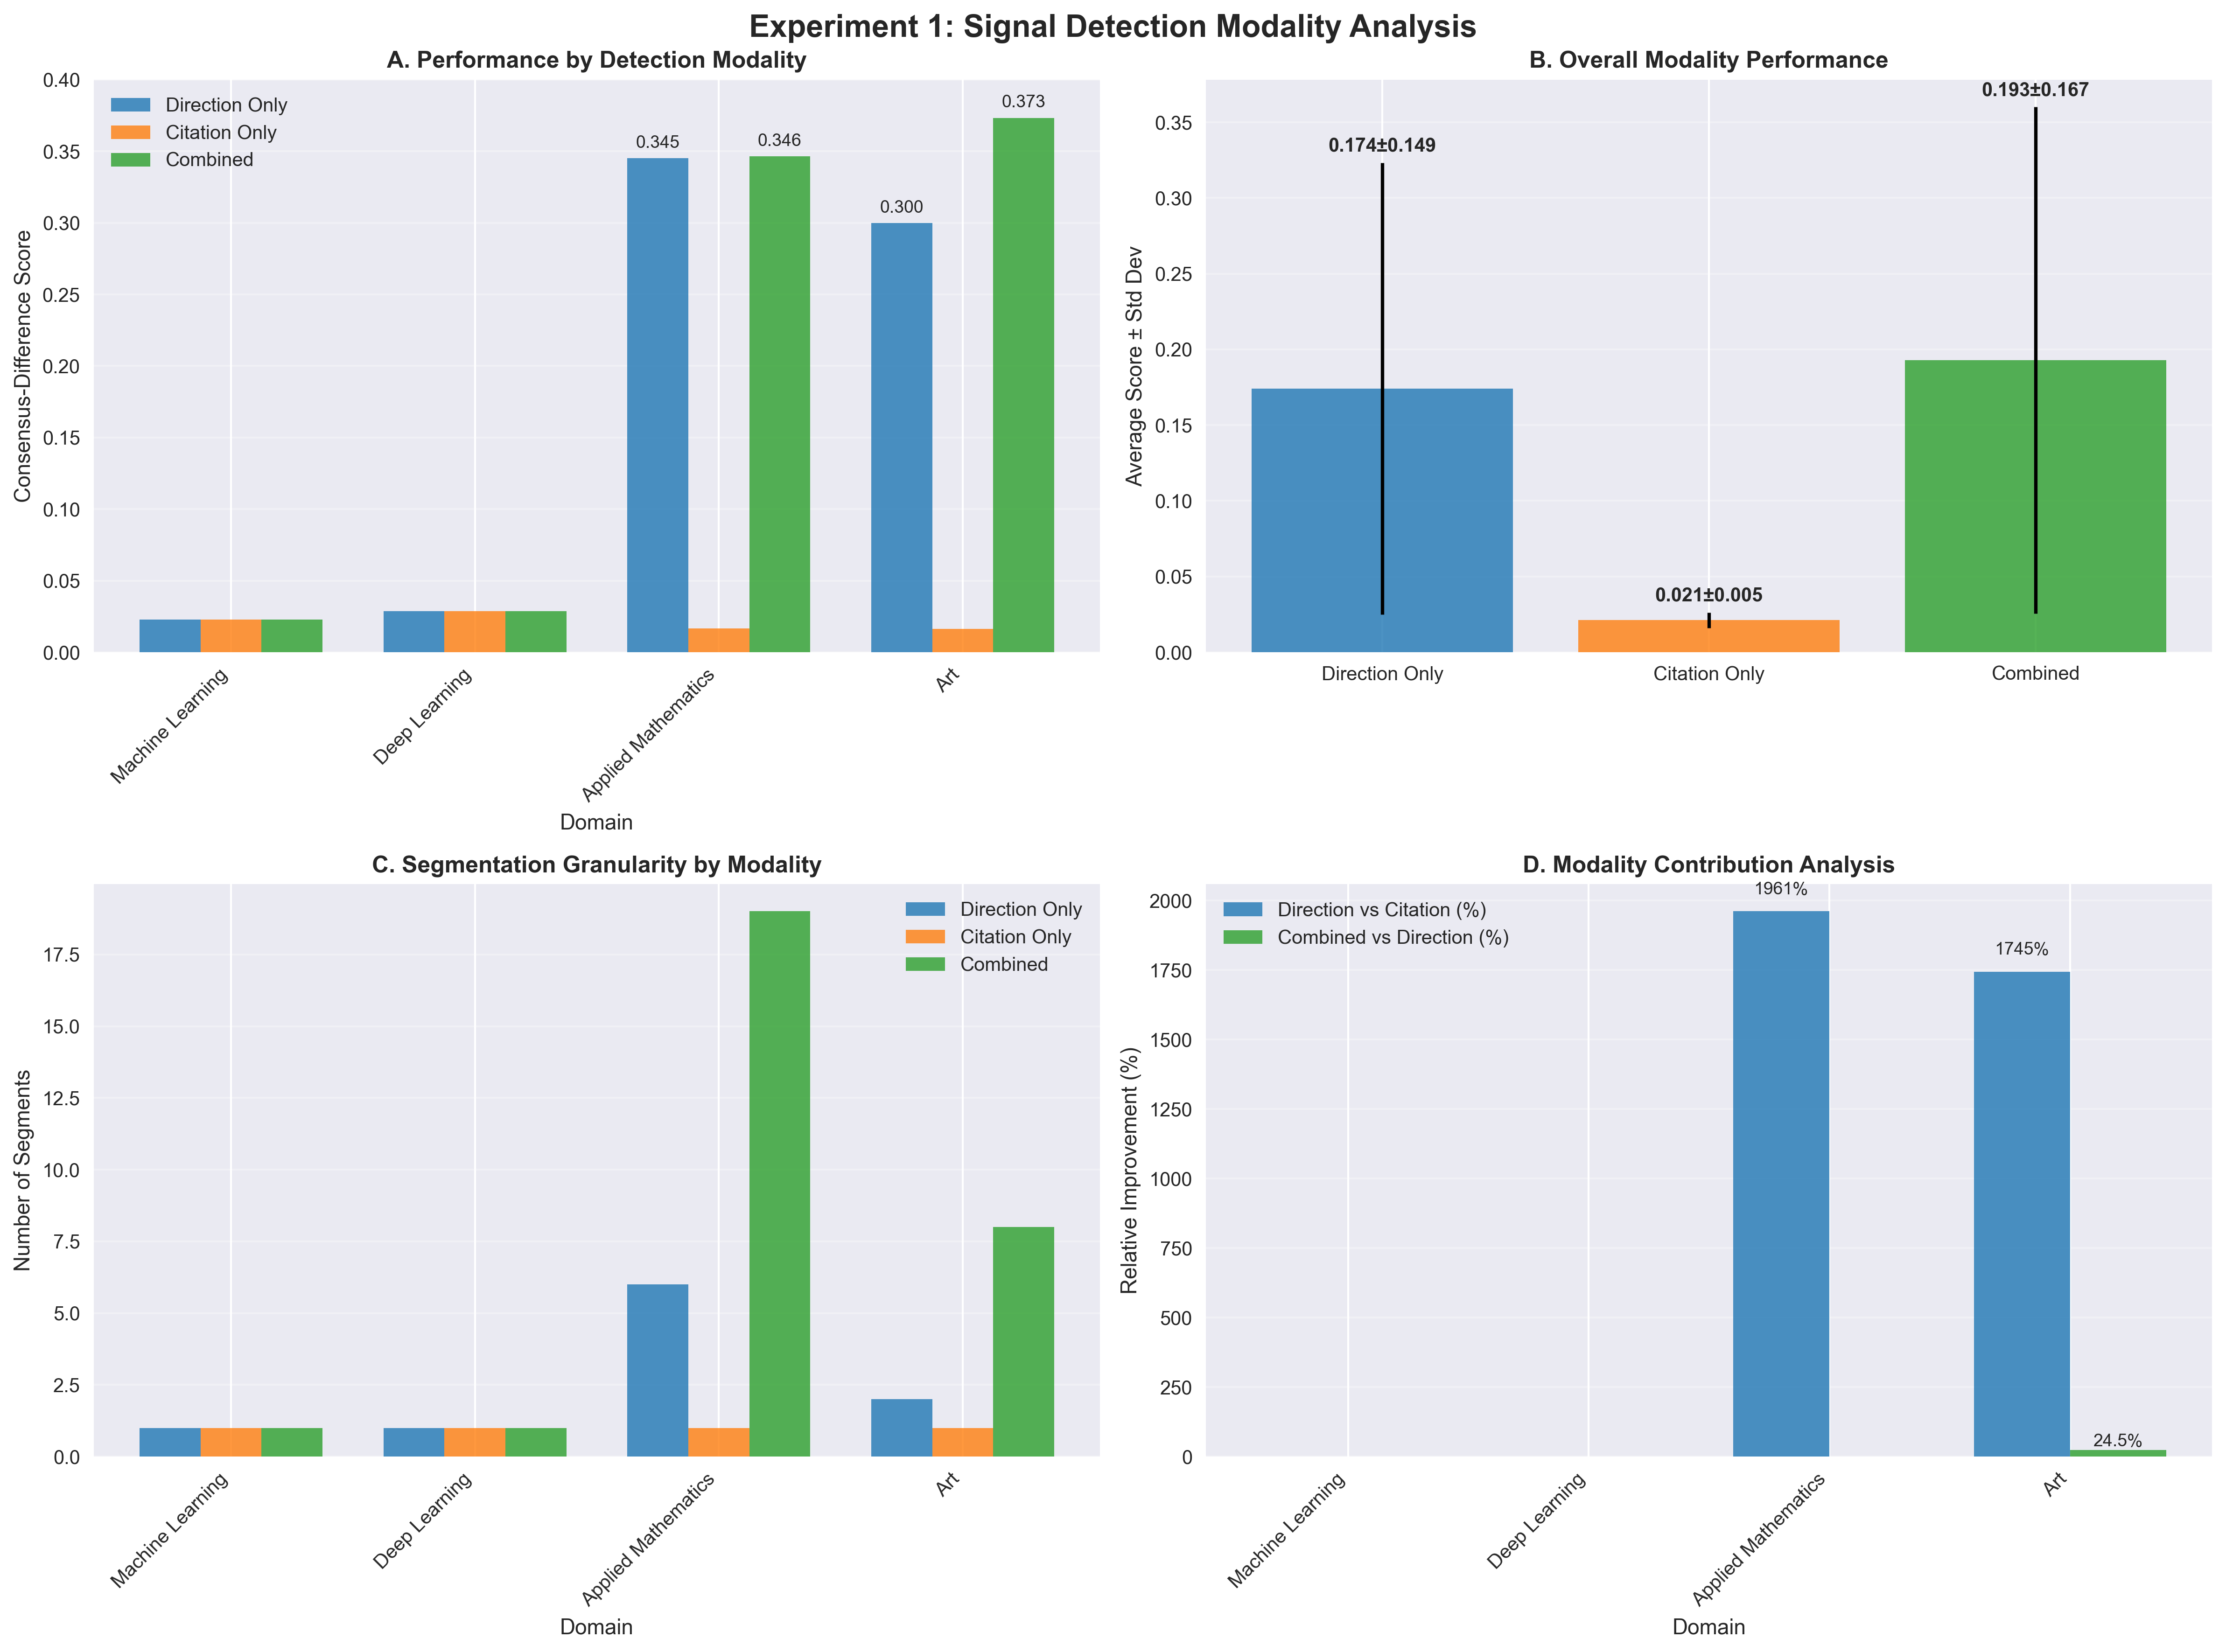 Experiment 1: Signal Detection Modality Analysis
A. Performance by Detection Modality
Consensus-Difference Score
0.40
0.35
0.30
0.25
0.20
0.15
0.10
0.05
0.00
Direction Only
Citation Only
Combined
0.345
0.346
0.300
0.373
Machine Learning
Deep Learning
Applied Mathematics
Art
Domain
B. Overall Modality Performance
Average Score ± Std Dev
0.35
0.30
0.25
0.20
0.15
0.10
0.05
0.00
0.174±0.149
0.021±0.005
0.193±0.167
Direction Only
Citation Only
Combined
C. Segmentation Granularity by Modality
Number of Segments
17.5
15.0
12.5
10.0
7.5
5.0
2.5
0.0
Direction Only
Citation Only
Combined
Machine Learning
Deep Learning
Applied Mathematics
Art
Domain
D. Modality Contribution Analysis
Relative Improvement (%)
2000
1750
1500
1250
1000
750
500
250
0
Direction vs Citation (%)
Combined vs Direction (%)
1961%
1745%
24.5%
Machine Learning
Deep Learning
Applied Mathematics
Art
Domain